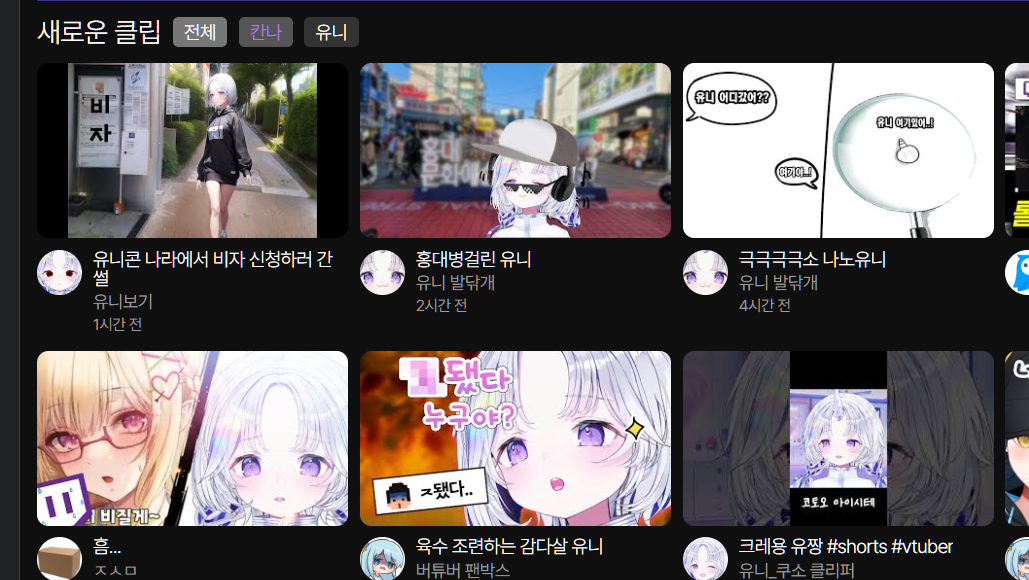 새로운 클립 전체 칸나 유니
비
자
유니 어디갔어??
여기야..!
유니 여기있어..!
유니콘 나라에서 비자 신청하러 간
썰
유니보기
1시간 전
홍대병걸린 유니
유니 발닦개
2시간 전
극극극극소 나노유니
유니 발닦개
4시간 전
비질게~
됐다
누구야?
ㅈ됐다..
코토오 아이시테
흠...
ㅈㅅㅁ
육수 조련하는 감다살 유니
버튜버 팬박스
크레용 유짱 #shorts #vtuber
유니_쿠소 클리퍼